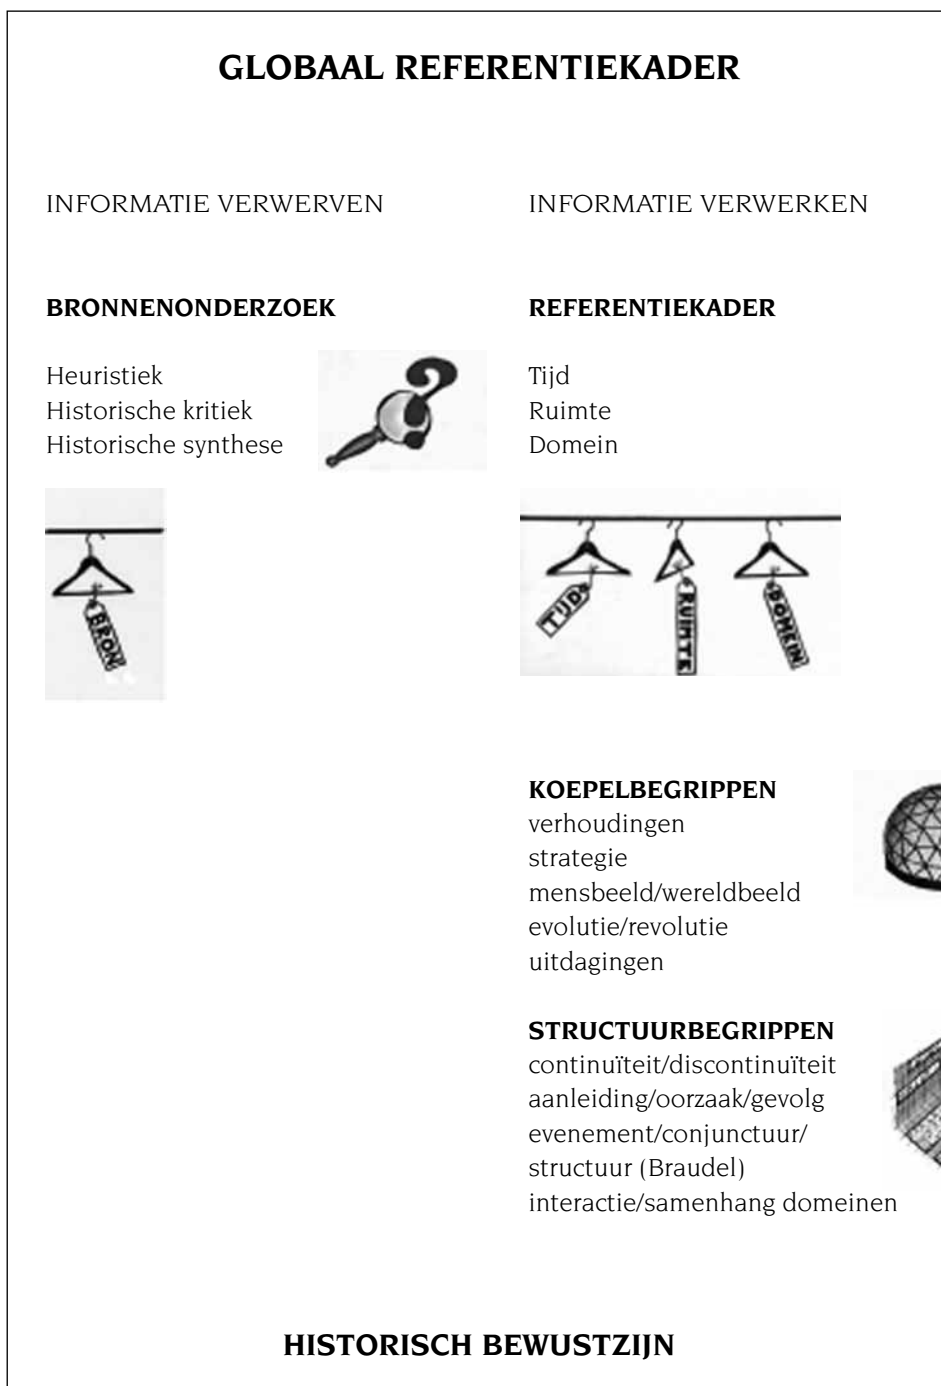 GLOBAAL REFERENTIEKADER
INFORMATIE VERWERVEN
BRONNENONDERZOEK
Heuristiek
Historische kritiek
Historische synthese
BRON
INFORMATIE VERWERKEN
REFERENTIEKADER
Tijd
Ruimte
Domein
TIJD
RUIMTE
DOMEIN
KOEPELBEGRIPPEN
verhoudingen
strategie
mensbeeld/wereldbeeld
evolutie/revolutie
uitdagingen
STRUCTUURBEGRIPPEN
continuïteit/discontinuïteit
aanleiding/oorzaak/gevolg
evenement/conjunctuur/
structuur (Braudel)
interactie/samenhang domeinen
HISTORISCH BEWUSTZIJN